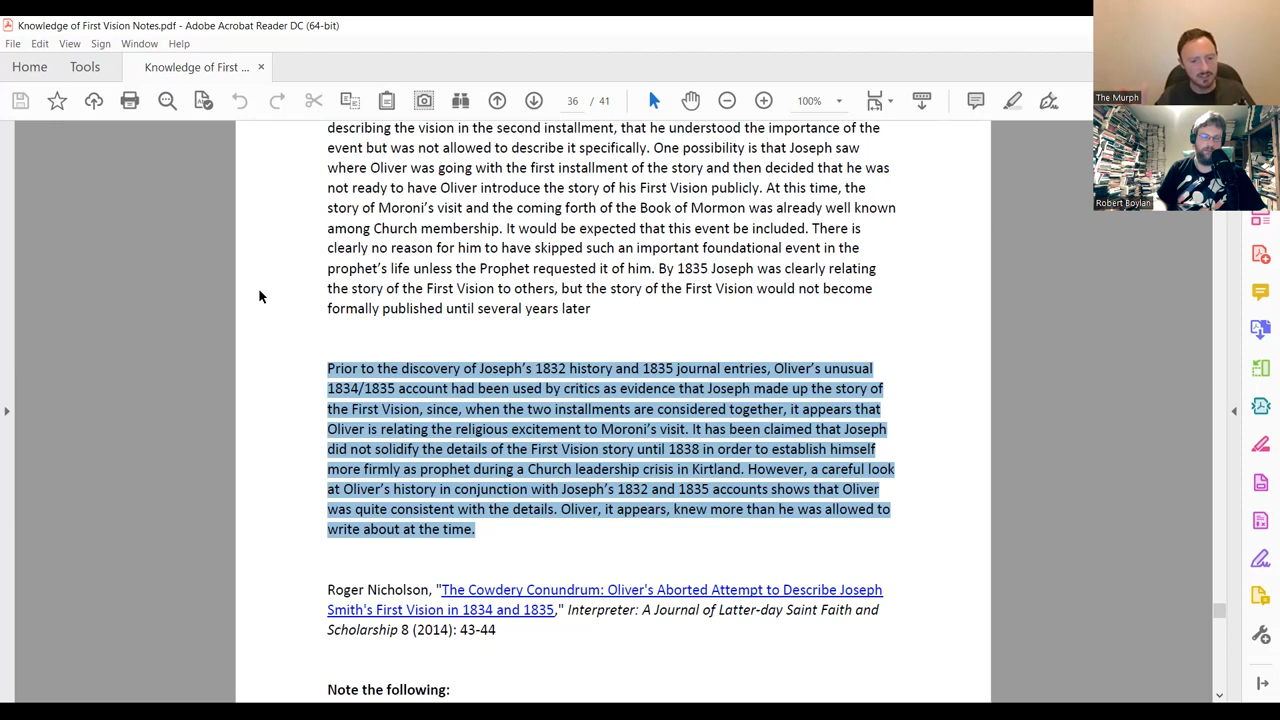 Knowledge of First Vision Notes.pdf - Adobe Acrobat Reader DC (64-bit)
File Edit View Sign Window Help
Home Tools Knowledge of First ... ×
36 / 41 100%
The Murph
Robert Boylan
describing the vision in the second installment, that he understood the importance of the
event but was not allowed to describe it specifically. One possibility is that Joseph saw
where Oliver was going with the first installment of the story and then decided that he was
not ready to have Oliver introduce the story of his First Vision publicly. At this time, the
story of Moroni's visit and the coming forth of the Book of Mormon was already well known
among Church membership. It would be expected that this event be included. There is
clearly no reason for him to have skipped such an important foundational event in the
prophet's life unless the Prophet requested it of him. By 1835 Joseph was clearly relating
the story of the First Vision to others, but the story of the First Vision would not become
formally published until several years later
Prior to the discovery of Joseph's 1832 history and 1835 journal entries, Oliver's unusual
1834/1835 account had been used by critics as evidence that Joseph made up the story of
the First Vision, since, when the two installments are considered together, it appears that
Oliver is relating the religious excitement to Moroni's visit. It has been claimed that Joseph
did not solidify the details of the First Vision story until 1838 in order to establish himself
more firmly as prophet during a Church leadership crisis in Kirtland. However, a careful look
at Oliver's history in conjunction with Joseph's 1832 and 1835 accounts shows that Oliver
was quite consistent with the details. Oliver, it appears, knew more than he was allowed to
write about at the time.
Roger Nicholson, "The Cowdery Conundrum: Oliver's Aborted Attempt to Describe Joseph
Smith's First Vision in 1834 and 1835," Interpreter: A Journal of Latter-day Saint Faith and
Scholarship 8 (2014): 43-44
Note the following: